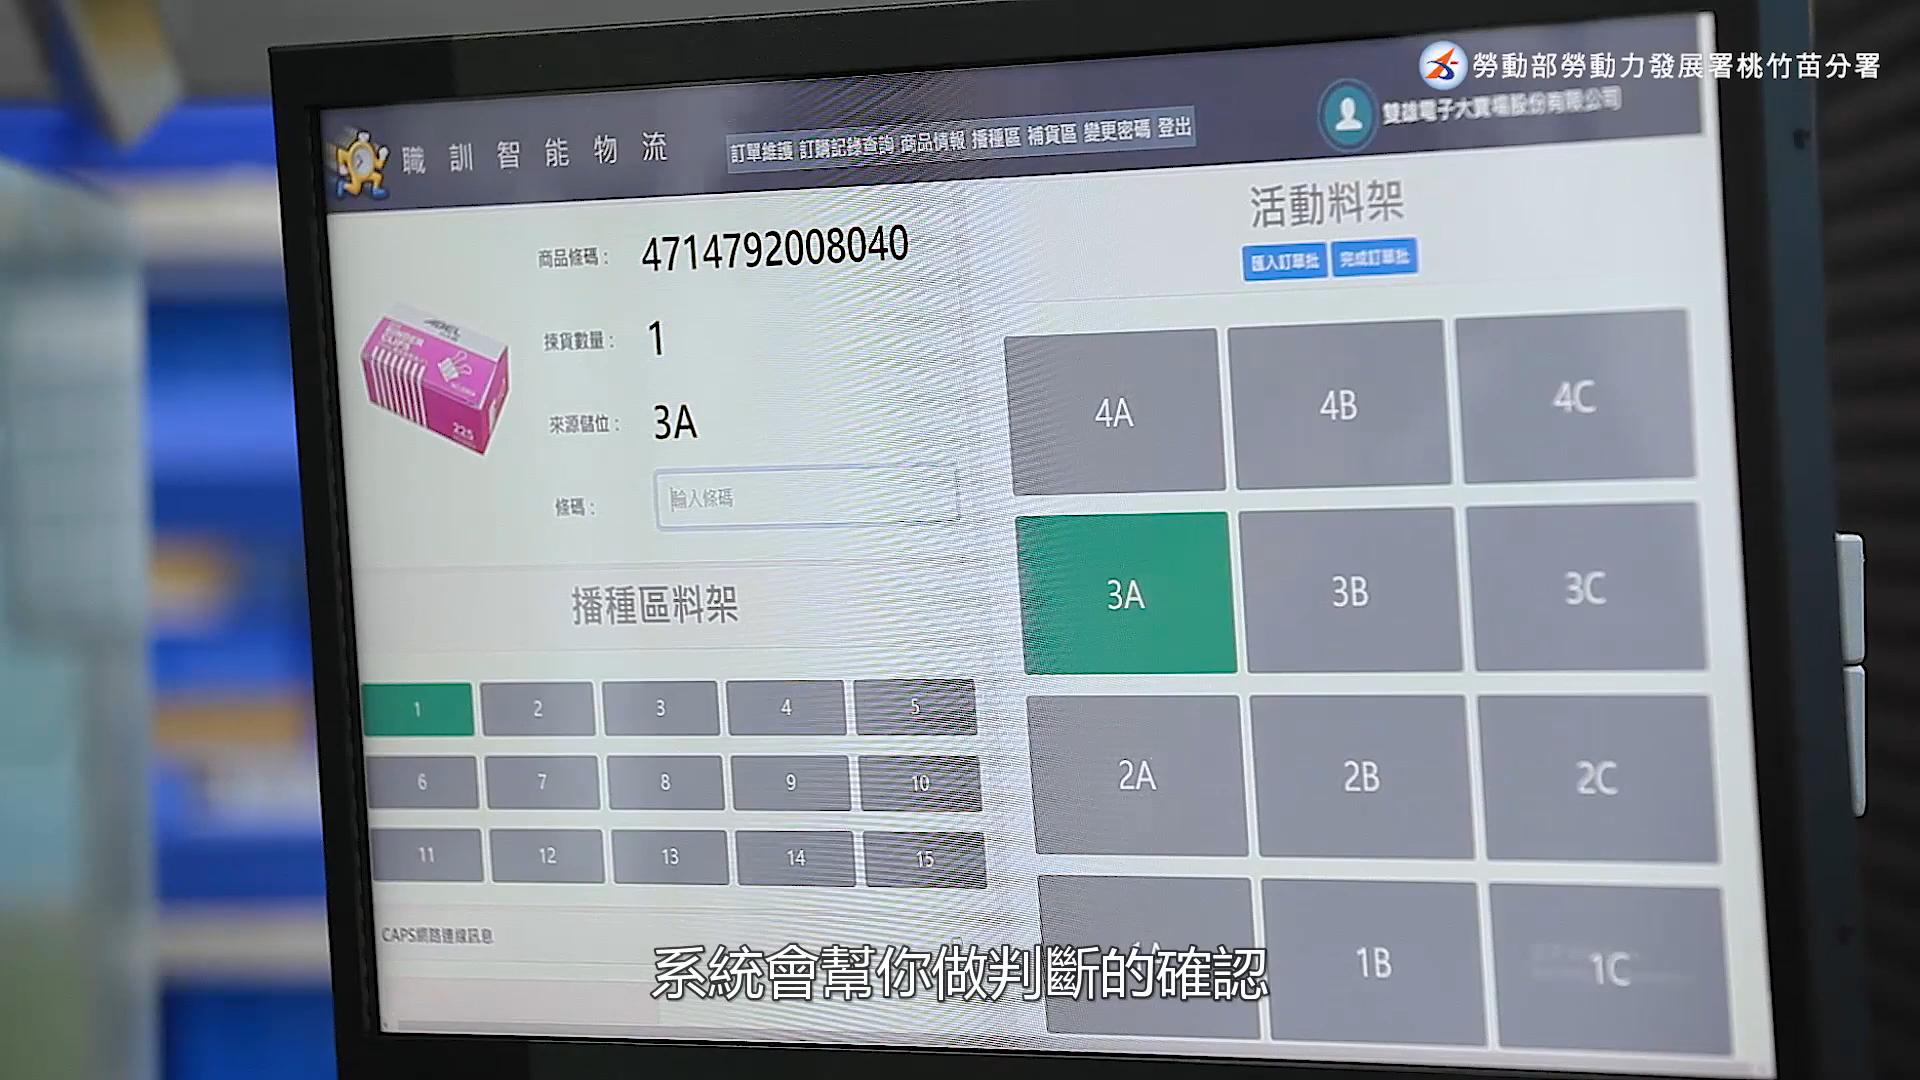 勞動部勞動力發展署桃竹苗分署
職訓智能物流
訂單維護 訂購記錄查詢 商品情報 播種區 補貨區 變更密碼 登出
雙雄電子大賣場股份有限公司
商品條碼： 4714792008040
揀貨數量： 1
來源儲位： 3A
條碼： 輸入條碼
BINDER
CLIPS
225
播種區料架
1 2 3 4 5
6 7 8 9 10
11 12 13 14 15
CAPS網路連線訊息
活動料架
匯入訂單批 完成訂單批
4A 4B 4C
3A 3B 3C
2A 2B 2C
1A 1B 1C
系統會幫你做判斷的確認